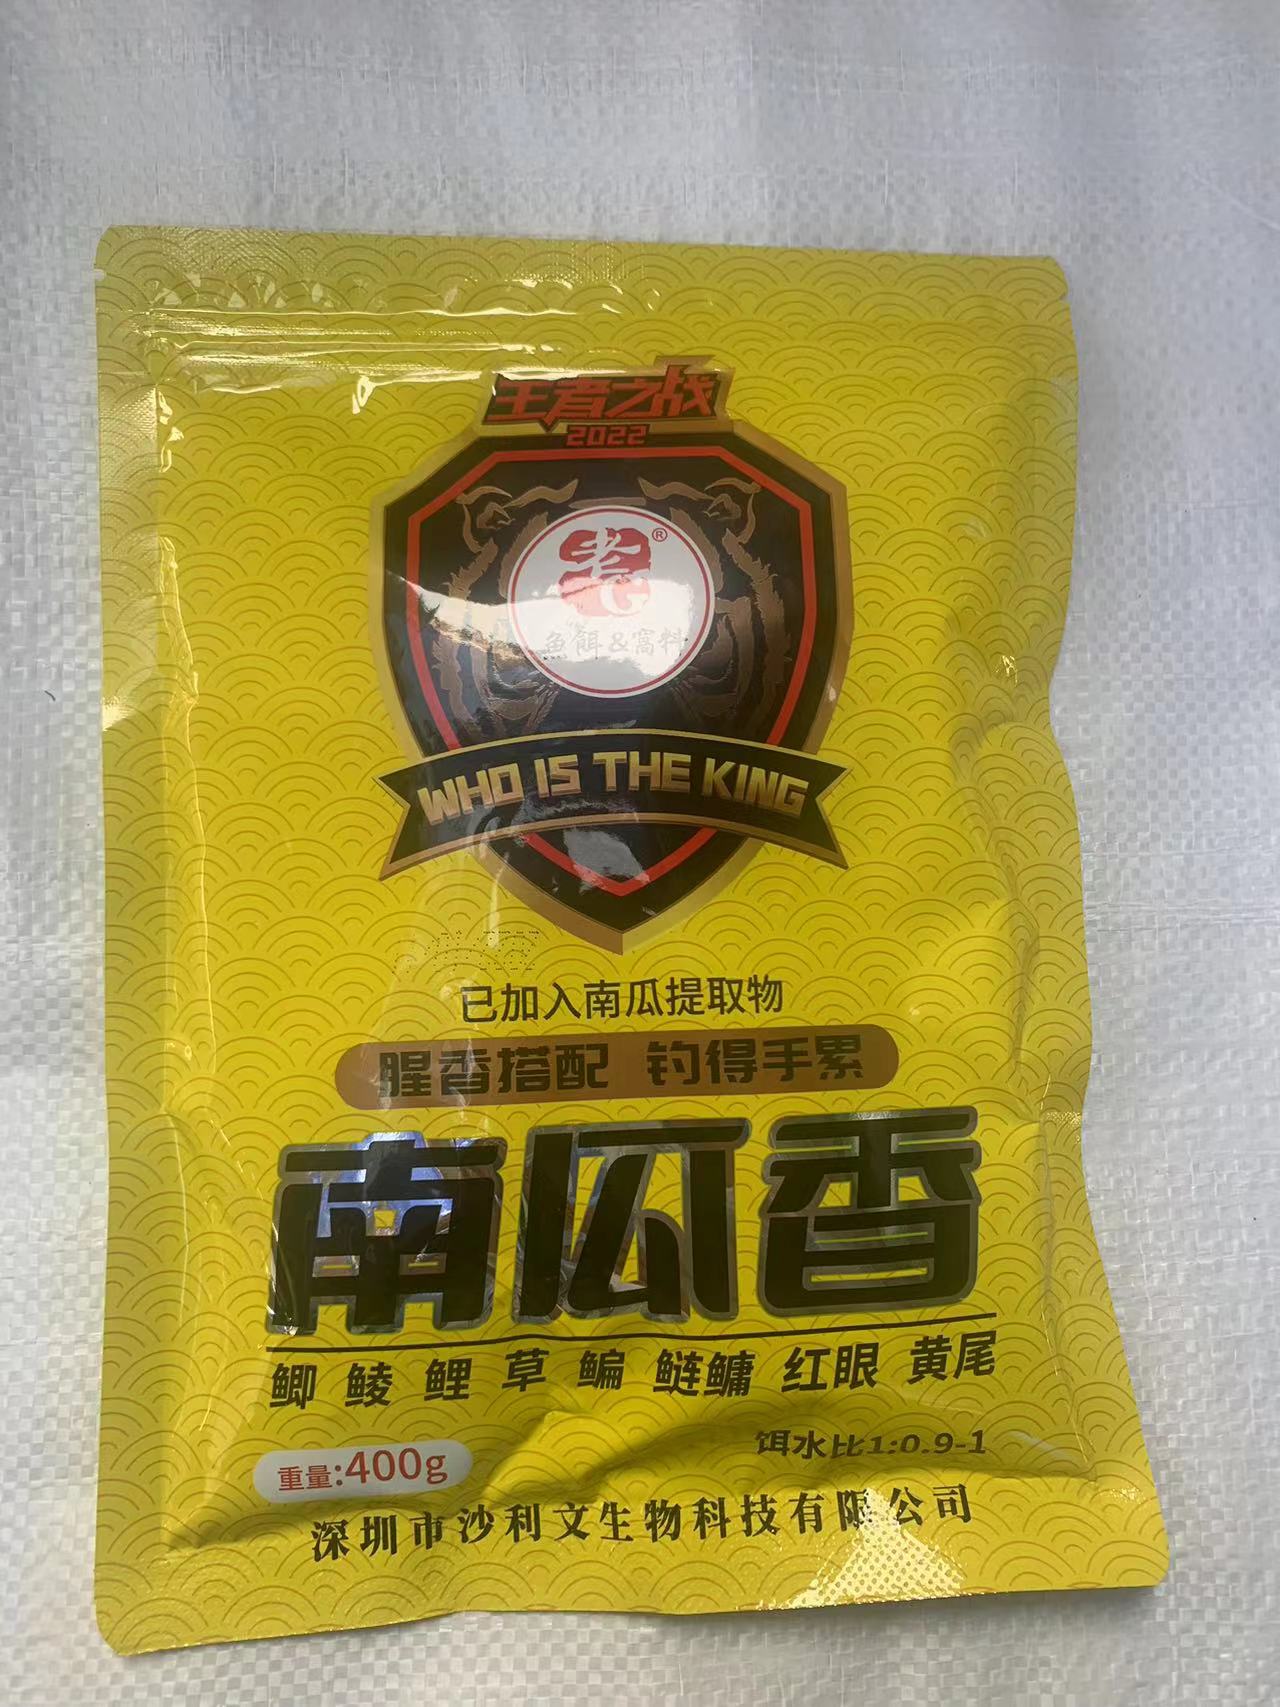 王者之战
2022
老G®
魚餌&窩料
WHO IS THE KING
已加入南瓜提取物
腥香搭配 钓得手累
南瓜香
鲫 鲮 鲤 草 鳊 鲢鳙 红眼 黄尾
饵水比1:0.9-1
重量:400g
深圳市沙利文生物科技有限公司